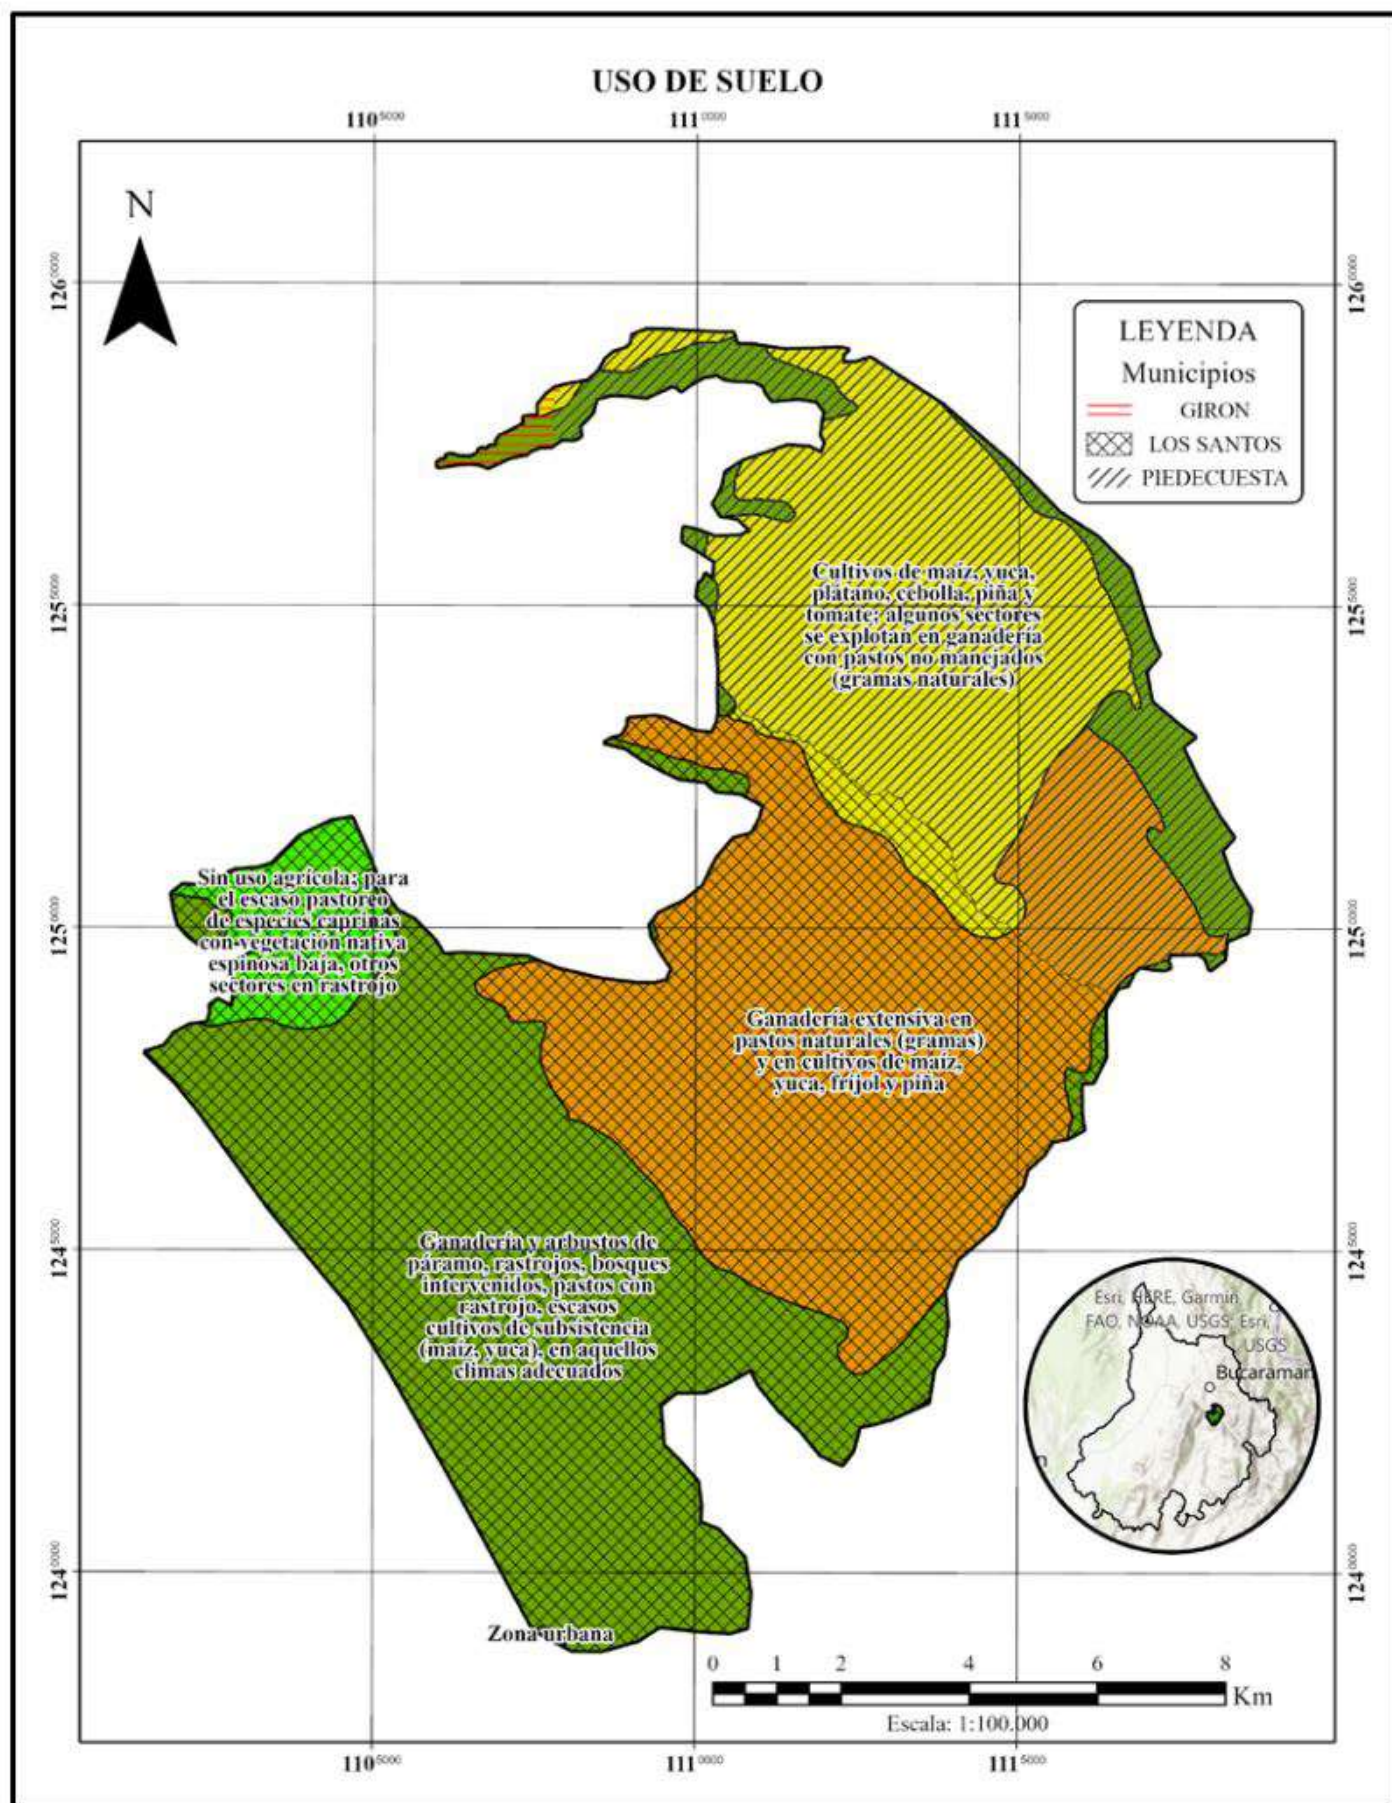 USO DE SUELO
110⁵⁰⁰⁰
111⁰⁰⁰⁰
111⁵⁰⁰⁰
N
126⁰⁰⁰⁰
126⁰⁰⁰⁰
LEYENDA
Municipios
GIRON
LOS SANTOS
PIEDECUESTA
125⁵⁰⁰⁰
125⁵⁰⁰⁰
Cultivos de maíz, yuca,
plátano, cebolla, piña y
tomate; algunos sectores
se explotan en ganadería
con pastos no manejados
(gramas naturales)
Sin uso agrícola; para
el escaso pastoreo
de especies caprinas
con vegetación nativa
espinosa baja, otros
sectores en rastrojo
125⁰⁰⁰⁰
125⁰⁰⁰⁰
Ganadería extensiva en
pastos naturales (gramas)
y en cultivos de maíz,
yuca, fríjol y piña
124⁵⁰⁰⁰
124⁵⁰⁰⁰
Ganadería y arbustos de
páramo, rastrojos, bosques
intervenidos, pastos con
rastrojo, escasos
cultivos de subsistencia
(maíz, yuca), en aquellos
climas adecuados
Esri, HERE, Garmin,
FAO, NOAA, USGS, Esri,
USGS
Bucaraman
124⁰⁰⁰⁰
124⁰⁰⁰⁰
Zona urbana
0 1 2 4 6 8
Km
Escala: 1:100.000
110⁵⁰⁰⁰
111⁰⁰⁰⁰
111⁵⁰⁰⁰